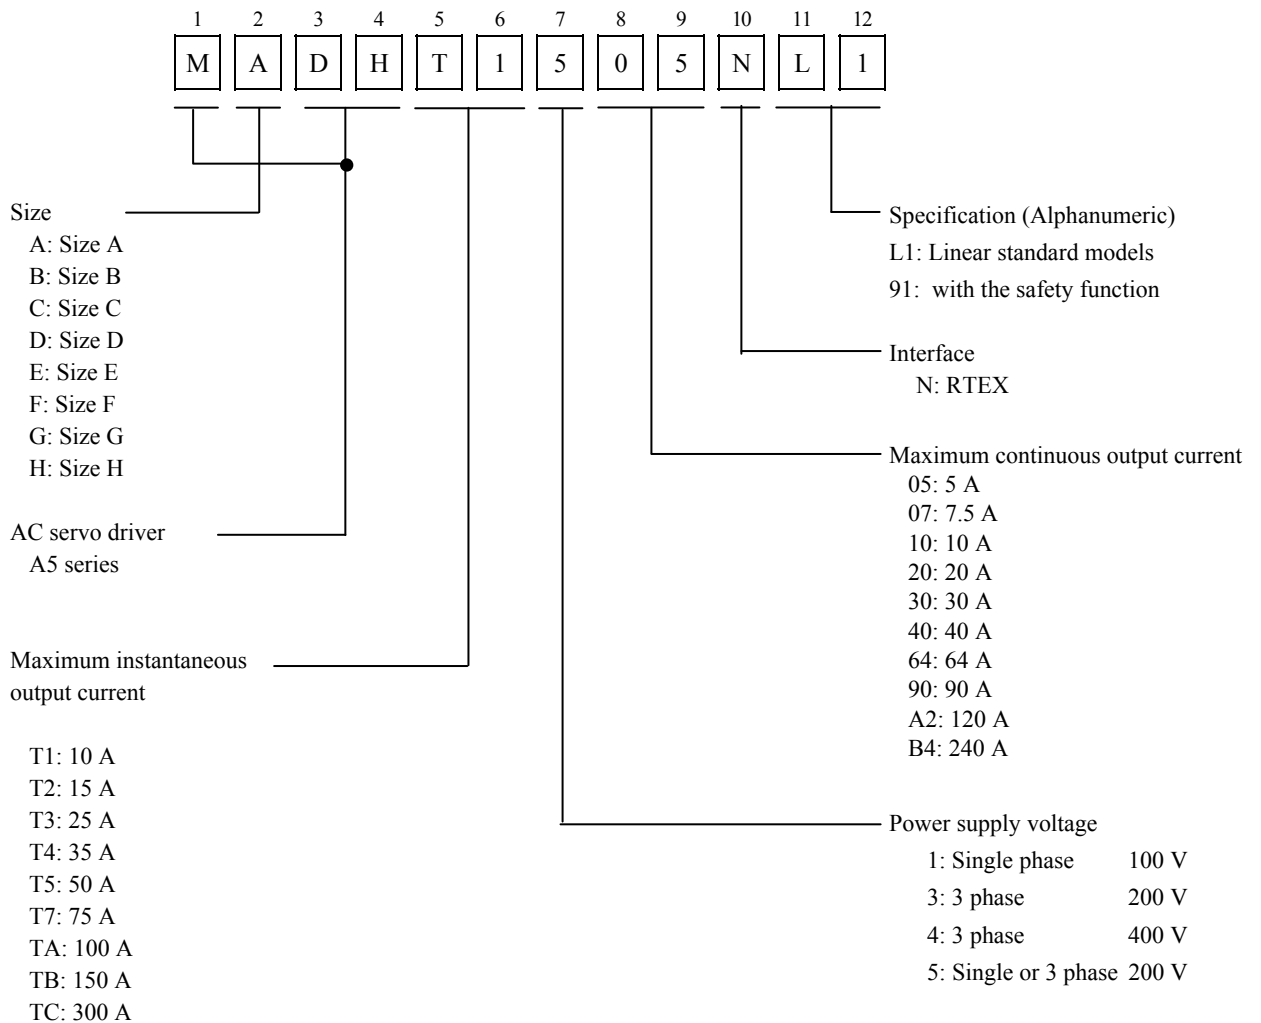 1 2 3 4 5 6 7 8 9 10 11 12
M A D H T 1 5 0 5 N L 1
Size
A: Size A
B: Size B
C: Size C
D: Size D
E: Size E
F: Size F
G: Size G
H: Size H
AC servo driver
A5 series
Maximum instantaneous
output current
T1: 10 A
T2: 15 A
T3: 25 A
T4: 35 A
T5: 50 A
T7: 75 A
TA: 100 A
TB: 150 A
TC: 300 A
Specification (Alphanumeric)
L1: Linear standard models
91: with the safety function
Interface
N: RTEX
Maximum continuous output current
05: 5 A
07: 7.5 A
10: 10 A
20: 20 A
30: 30 A
40: 40 A
64: 64 A
90: 90 A
A2: 120 A
B4: 240 A
Power supply voltage
1: Single phase 100 V
3: 3 phase 200 V
4: 3 phase 400 V
5: Single or 3 phase 200 V